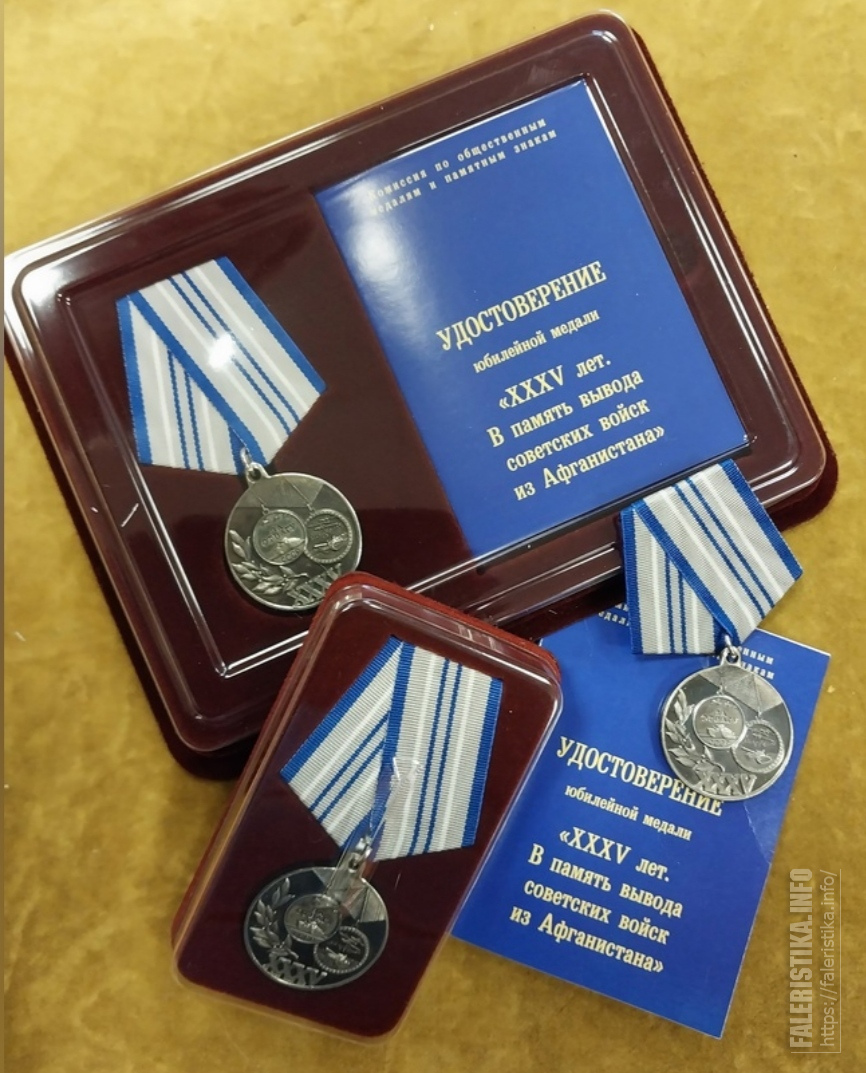 Комиссия по общественным
медалям и памятным знакам
УДОСТОВЕРЕНИЕ
юбилейной медали
«XXXV лет.
В память вывода
советских войск
из Афганистана»
XXXV
XXXV
XXXV
УДОСТОВЕРЕНИЕ
юбилейной медали
«XXXV лет.
В память вывода
советских войск
из Афганистана»
FALERISTIKA.INFO
https://faleristika.info/